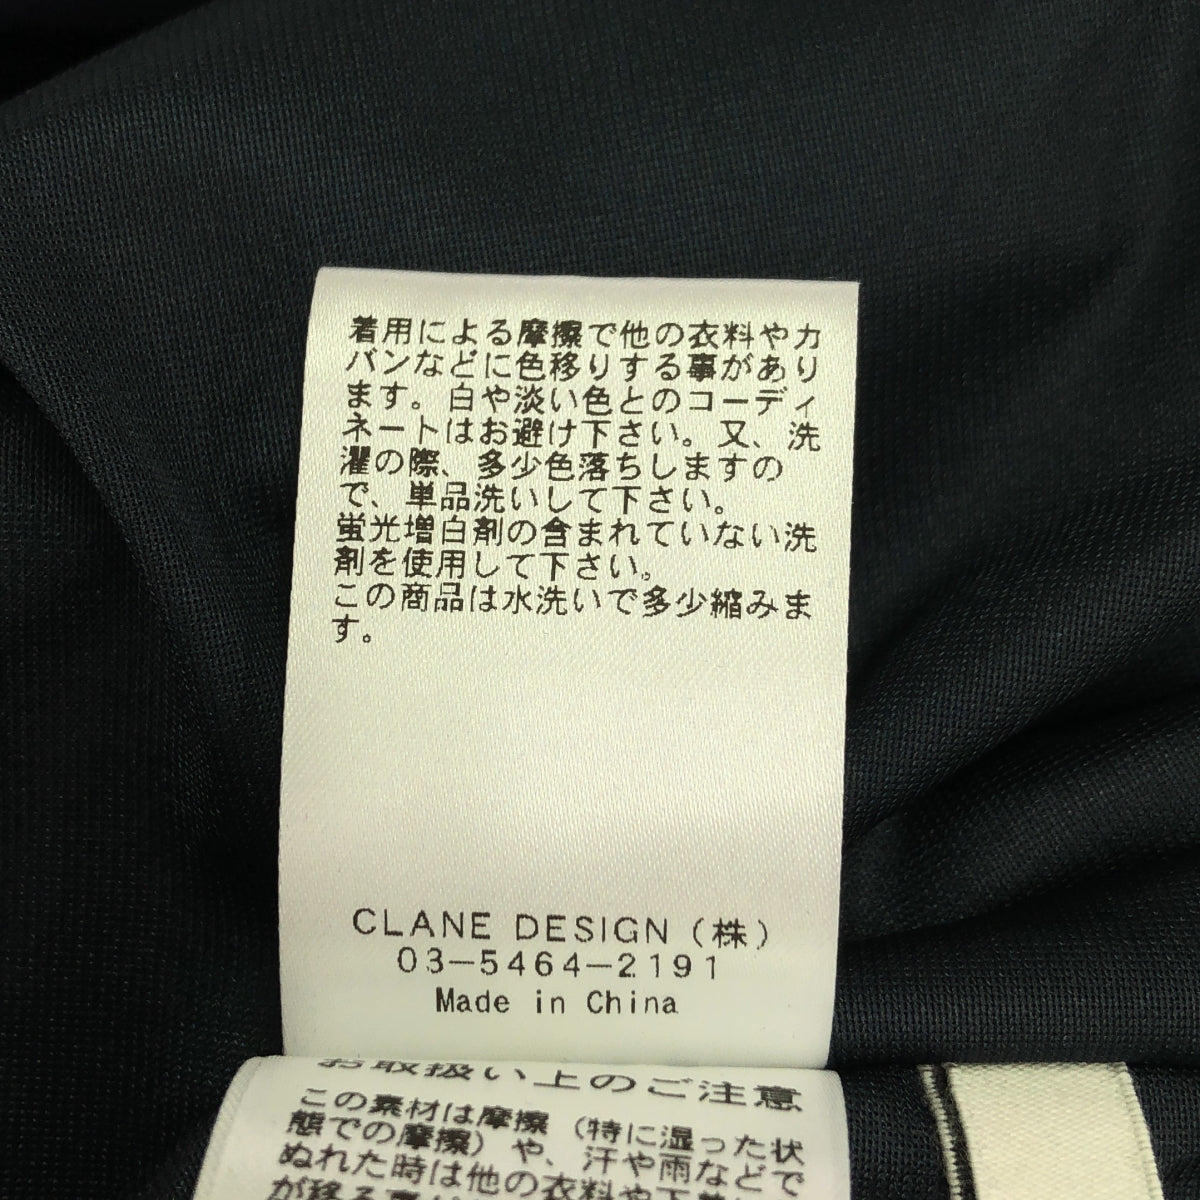 着用による摩擦で他の衣料やカ
バンなどに色移りする事があり
ます。白や淡い色とのコーディ
ネートはお避け下さい。又、洗
濯の際、多少色落ちしますの
で、単品洗いして下さい。
蛍光増白剤の含まれていない洗
剤を使用して下さい。
この商品は水洗いで多少縮みま
す。
CLANE DESIGN（株）
03-5464-2191
Made in China
お取扱い上のご注意
この素材は摩擦（特に湿った状
態での摩擦）や、汗や雨などで
ぬれた時は他の衣料や下着に
が移る事は